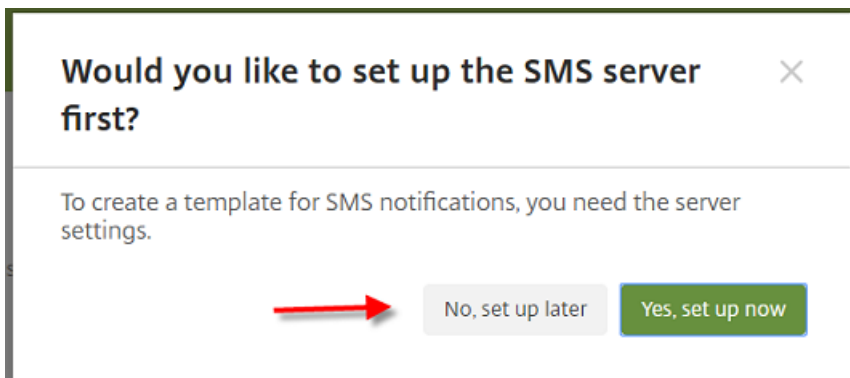 Would you like to set up the SMS server
first?
To create a template for SMS notifications, you need the server
settings.
No, set up later
Yes, set up now